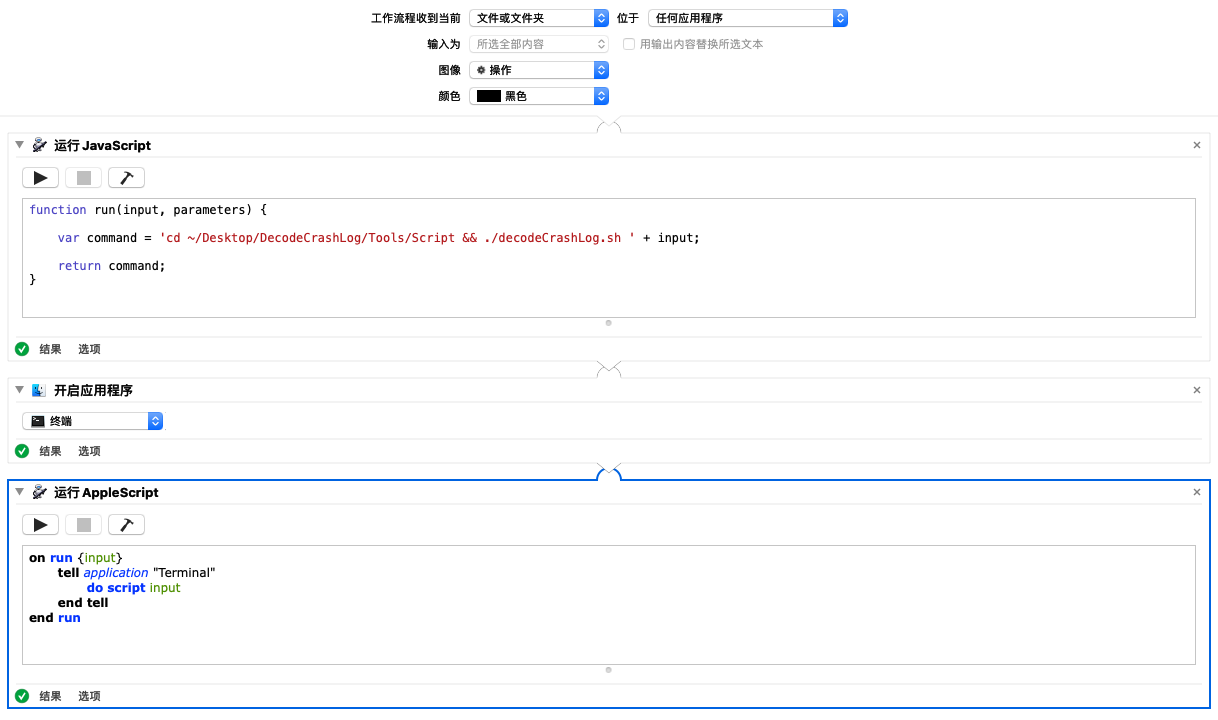 工作流程收到当前 文件或文件夹 位于 任何应用程序
输入为 所选全部内容 用输出内容替换所选文本
图像 操作
颜色 黑色
运行 JavaScript
function run(input, parameters) {
var command = 'cd ~/Desktop/DecodeCrashLog/Tools/Script && ./decodeCrashLog.sh ' + input;
return command;
}
结果 选项
开启应用程序
终端
结果 选项
运行 AppleScript
on run {input}
tell application "Terminal"
do script input
end tell
end run
结果 选项